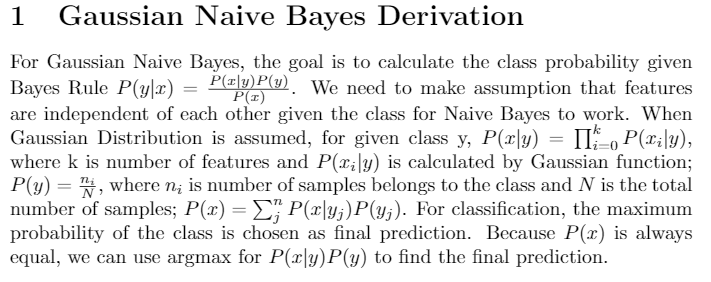 1 Gaussian Naive Bayes Derivation
For Gaussian Naive Bayes, the goal is to calculate the class probability given
Bayes Rule $P(y|x) = \frac{P(x|y)P(y)}{P(x)}$. We need to make assumption that features
are independent of each other given the class for Naive Bayes to work. When
Gaussian Distribution is assumed, for given class y, $P(x|y) = \prod_{i=0}^{k} P(x_i|y)$,
where k is number of features and $P(x_i|y)$ is calculated by Gaussian function;
$P(y) = \frac{n_i}{N}$, where $n_i$ is number of samples belongs to the class and $N$ is the total
number of samples; $P(x) = \sum_{j}^{n} P(x|y_j)P(y_j)$. For classification, the maximum
probability of the class is chosen as final prediction. Because $P(x)$ is always
equal, we can use argmax for $P(x|y)P(y)$ to find the final prediction.